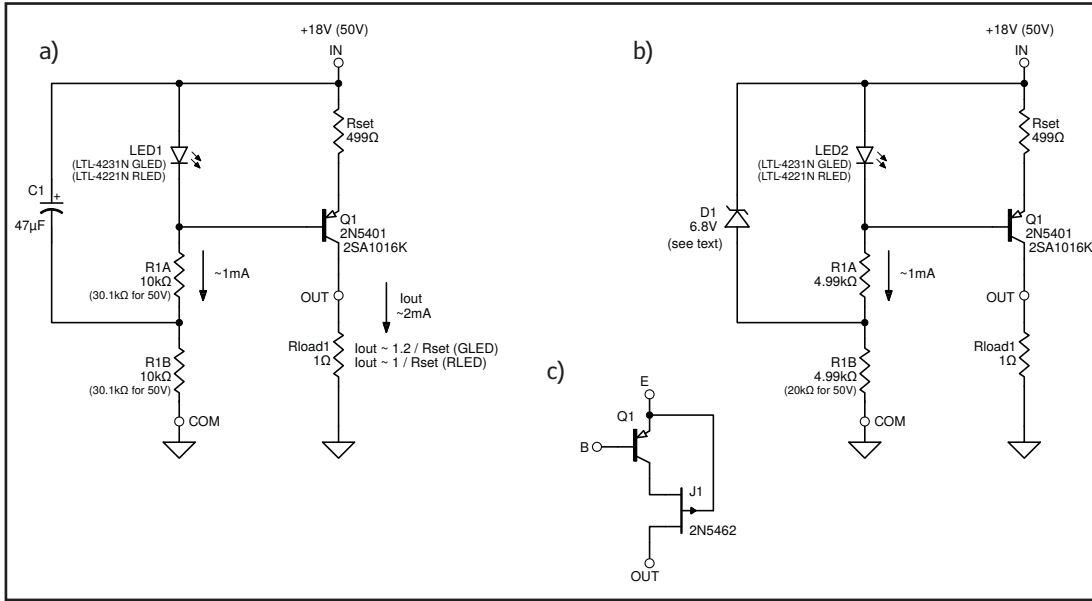 a)
+18V (50V)
IN
Rset
499Ω
LED1
(LTL-4231N GLED)
(LTL-4221N RLED)
C1
+
47µF
Q1
2N5401
2SA1016K
R1A
10kΩ
(30.1kΩ for 50V)
~1mA
OUT
Iout
~2mA
Rload1
1Ω
Iout ~ 1.2 / Rset (GLED)
Iout ~ 1 / Rset (RLED)
R1B
10kΩ
(30.1kΩ for 50V)
COM
b)
+18V (50V)
IN
Rset
499Ω
LED2
(LTL-4231N GLED)
(LTL-4221N RLED)
D1
6.8V
(see text)
Q1
2N5401
2SA1016K
R1A
4.99kΩ
~1mA
OUT
Iout
~2mA
Rload1
1Ω
R1B
4.99kΩ
(20kΩ for 50V)
COM
c)
E
Q1
B
J1
2N5462
OUT